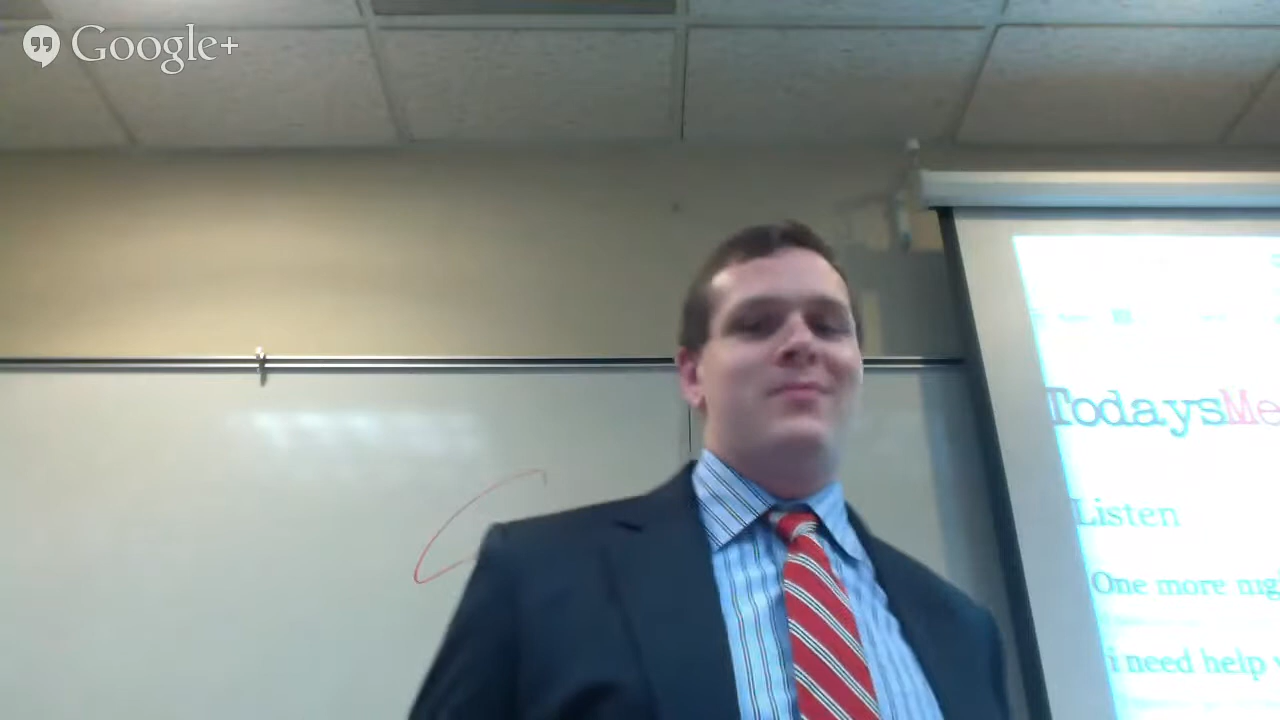 Google+
TodaysMe
Listen
One more nig
i need help